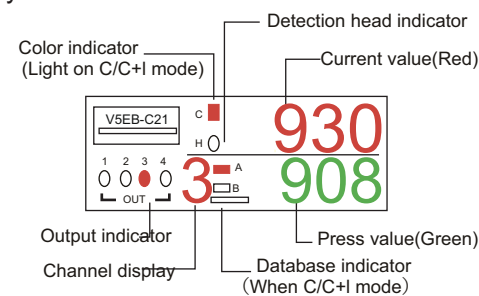 Detection head indicator
Color indicator
(Light on C/C+I mode)
Current value(Red)
V5EB-C21
C
930
H
1 2 3 4
3
A
B
908
OUT
Output indicator
Press value(Green)
Channel display
Database indicator
(When C/C+I mode)